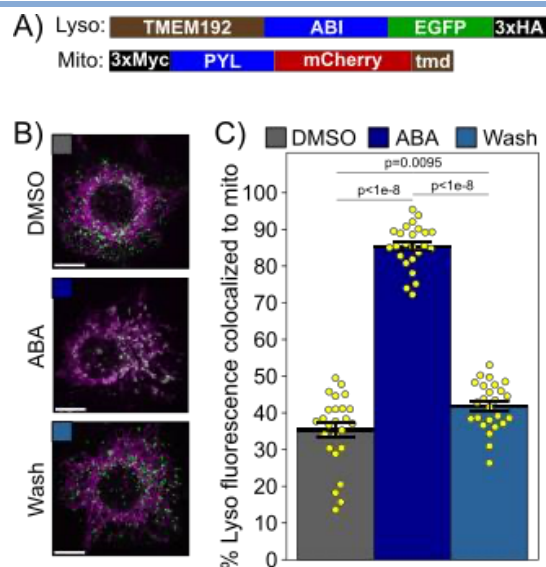 A) Lyso: TMEM192 ABI EGFP 3xHA
Mito: 3xMyc PYL mCherry tmd
B)
DMSO
ABA
Wash
C) DMSO ABA Wash
p=0.0095
p<1e-8 p<1e-8
% Lyso fluorescence colocalized to mito
100
90
80
70
60
50
40
30
20
10
0